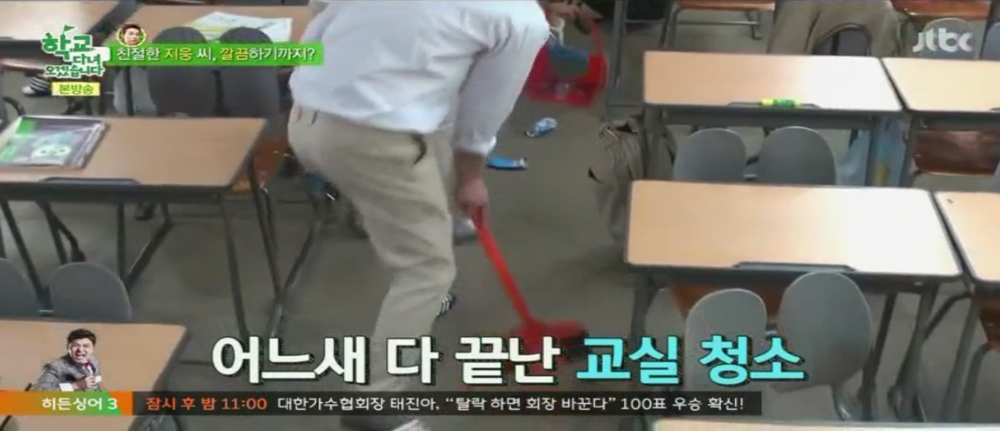 학교
다녀
오겠습니다
본방송
친절한 지웅 씨, 깔끔하기까지?
jtbc
어느새 다 끝난 교실 청소
히든싱어 3
잠시 후 밤 11:00 대한가수협회장 태진아, “탈락 하면 회장 바꾼다” 100표 우승 확신!